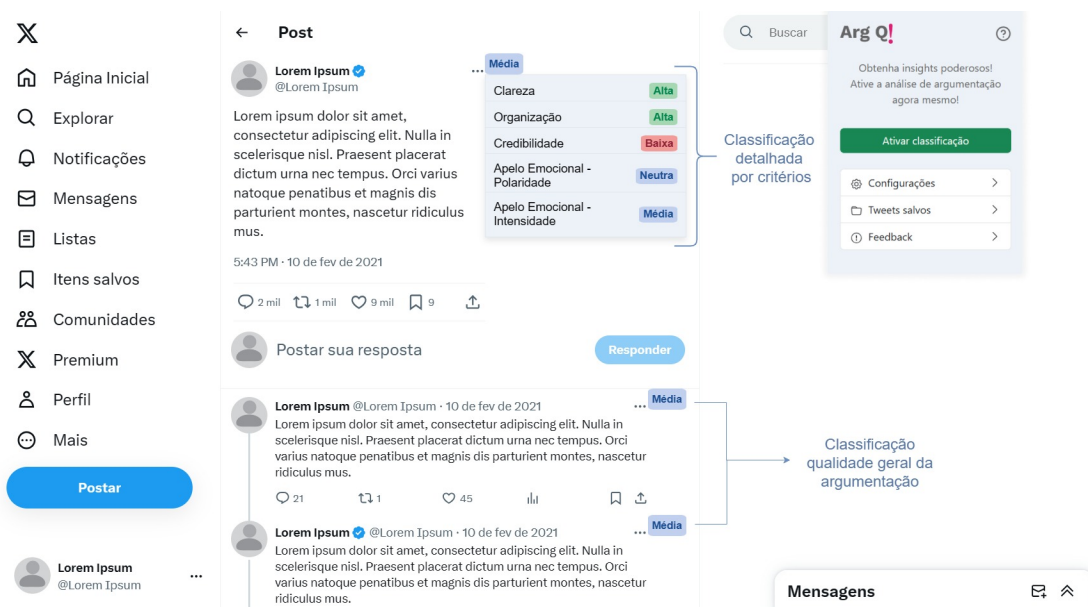 Página Inicial
Explorar
Notificações
Mensagens
Listas
Itens salvos
Comunidades
Premium
Perfil
Mais
Postar
Lorem Ipsum
@Lorem Ipsum
Post
Lorem Ipsum
@Lorem Ipsum
Lorem ipsum dolor sit amet,
consectetur adipiscing elit. Nulla in
scelerisque nisl. Praesent placerat
dictum urna nec tempus. Orci varius
natoque penatibus et magnis dis
parturient montes, nascetur ridiculus
mus.
5:43 PM · 10 de fev de 2021
2 mil 1 mil 9 mil 9
Média
Clareza Alta
Organização Alta
Credibilidade Baixa
Apelo Emocional -
Polaridade Neutra
Apelo Emocional -
Intensidade Média
Classificação
detalhada
por critérios
Postar sua resposta
Responder
Lorem Ipsum @Lorem Ipsum · 10 de fev de 2021
Média
Lorem ipsum dolor sit amet, consectetur adipiscing elit. Nulla in
scelerisque nisl. Praesent placerat dictum urna nec tempus. Orci
varius natoque penatibus et magnis dis parturient montes, nascetur
ridiculus mus.
21 1 45
Lorem Ipsum @Lorem Ipsum · 10 de fev de 2021
Média
Lorem ipsum dolor sit amet, consectetur adipiscing elit. Nulla in
scelerisque nisl. Praesent placerat dictum urna nec tempus. Orci
varius natoque penatibus et magnis dis parturient montes, nascetur
ridiculus mus.
Classificação
qualidade geral da
argumentação
Buscar
Arg Q!
Obtenha insights poderosos!
Ative a análise de argumentação
agora mesmo!
Ativar classificação
Configurações
Tweets salvos
Feedback
Mensagens